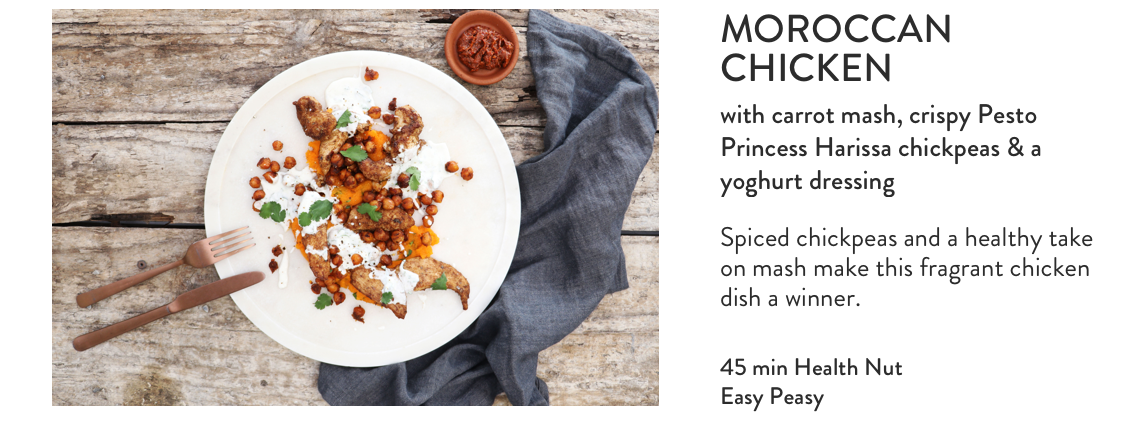 MOROCCAN
CHICKEN
with carrot mash, crispy Pesto
Princess Harissa chickpeas & a
yoghurt dressing
Spiced chickpeas and a healthy take
on mash make this fragrant chicken
dish a winner.
45 min Health Nut
Easy Peasy